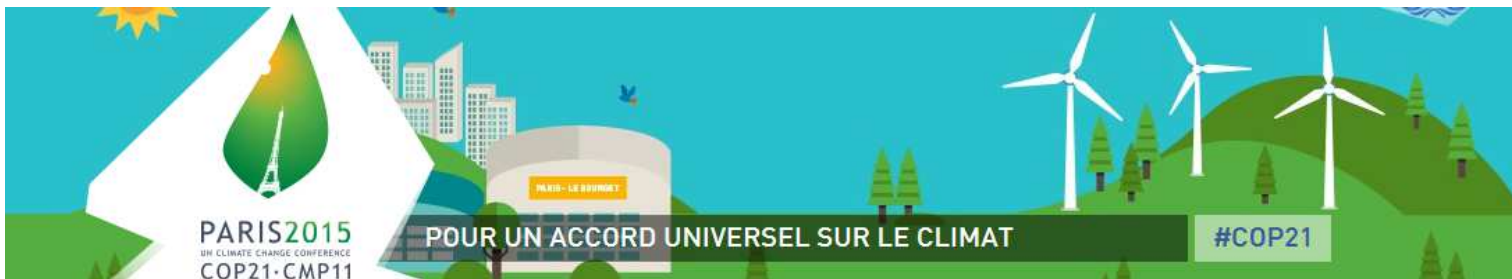 PARIS - LE BOURGET
PARIS2015
UN CLIMATE CHANGE CONFERENCE
COP21·CMP11
POUR UN ACCORD UNIVERSEL SUR LE CLIMAT
#COP21